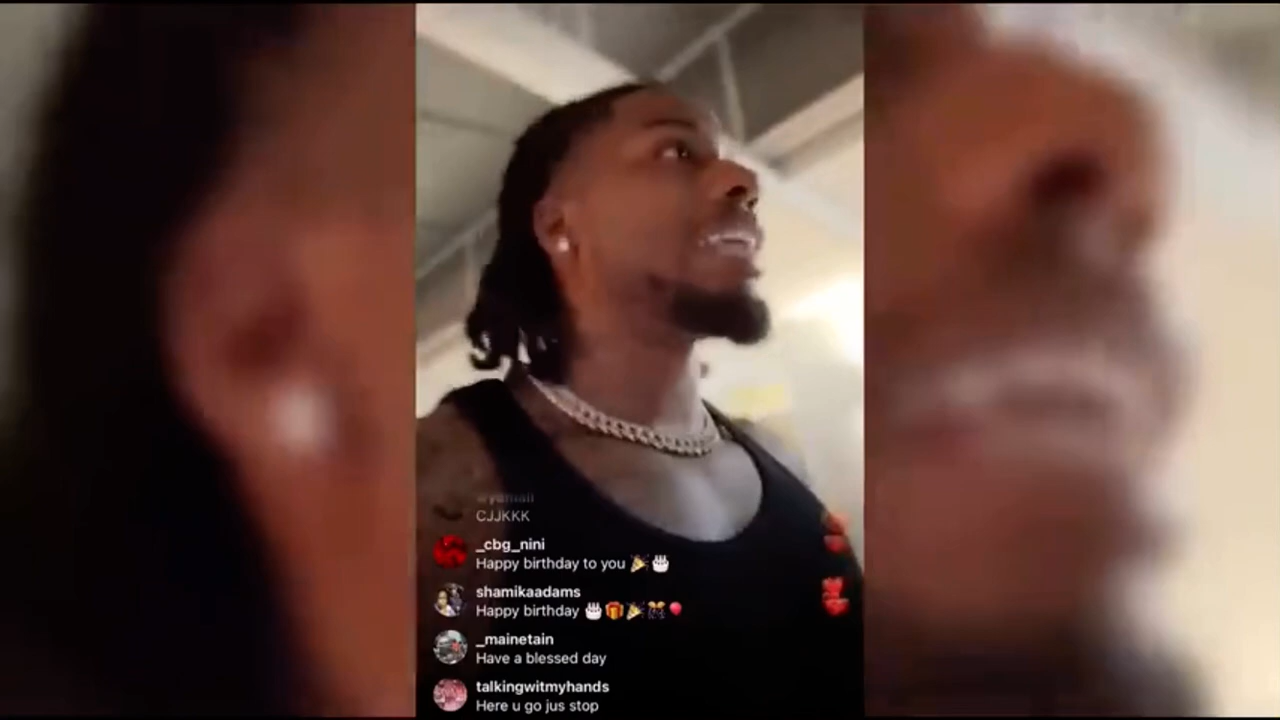 CJJKKK
_cbg_nini
Happy birthday to you 🎉🎂
shamikaadams
Happy birthday 🎂🎁🎉🎊🎈
_mainetain
Have a blessed day
talkingwitmyhands
Here u go jus stop